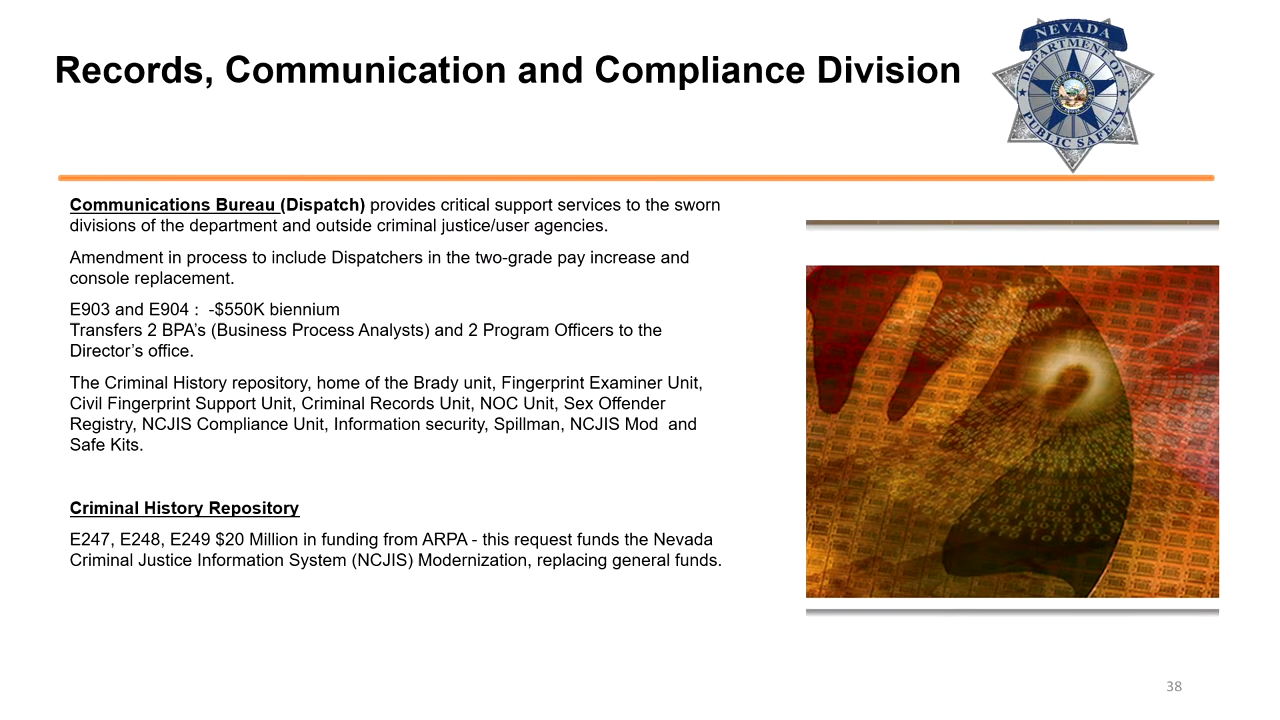 Records, Communication and Compliance Division
NEVADA
DEPARTMENT OF
PUBLIC SAFETY
Communications Bureau (Dispatch) provides critical support services to the sworn
divisions of the department and outside criminal justice/user agencies.
Amendment in process to include Dispatchers in the two-grade pay increase and
console replacement.
E903 and E904 :  -$550K biennium
Transfers 2 BPA’s (Business Process Analysts) and 2 Program Officers to the
Director’s office.
The Criminal History repository, home of the Brady unit, Fingerprint Examiner Unit,
Civil Fingerprint Support Unit, Criminal Records Unit, NOC Unit, Sex Offender
Registry, NCJIS Compliance Unit, Information security, Spillman, NCJIS Mod  and
Safe Kits.
Criminal History Repository
E247, E248, E249 $20 Million in funding from ARPA - this request funds the Nevada
Criminal Justice Information System (NCJIS) Modernization, replacing general funds.
38